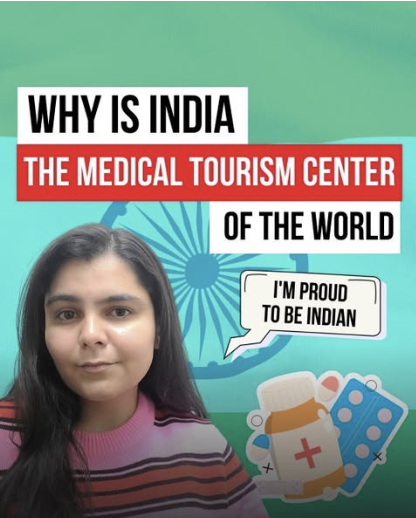 WHY IS INDIA
THE MEDICAL TOURISM CENTER
OF THE WORLD
I'M PROUD
TO BE INDIAN